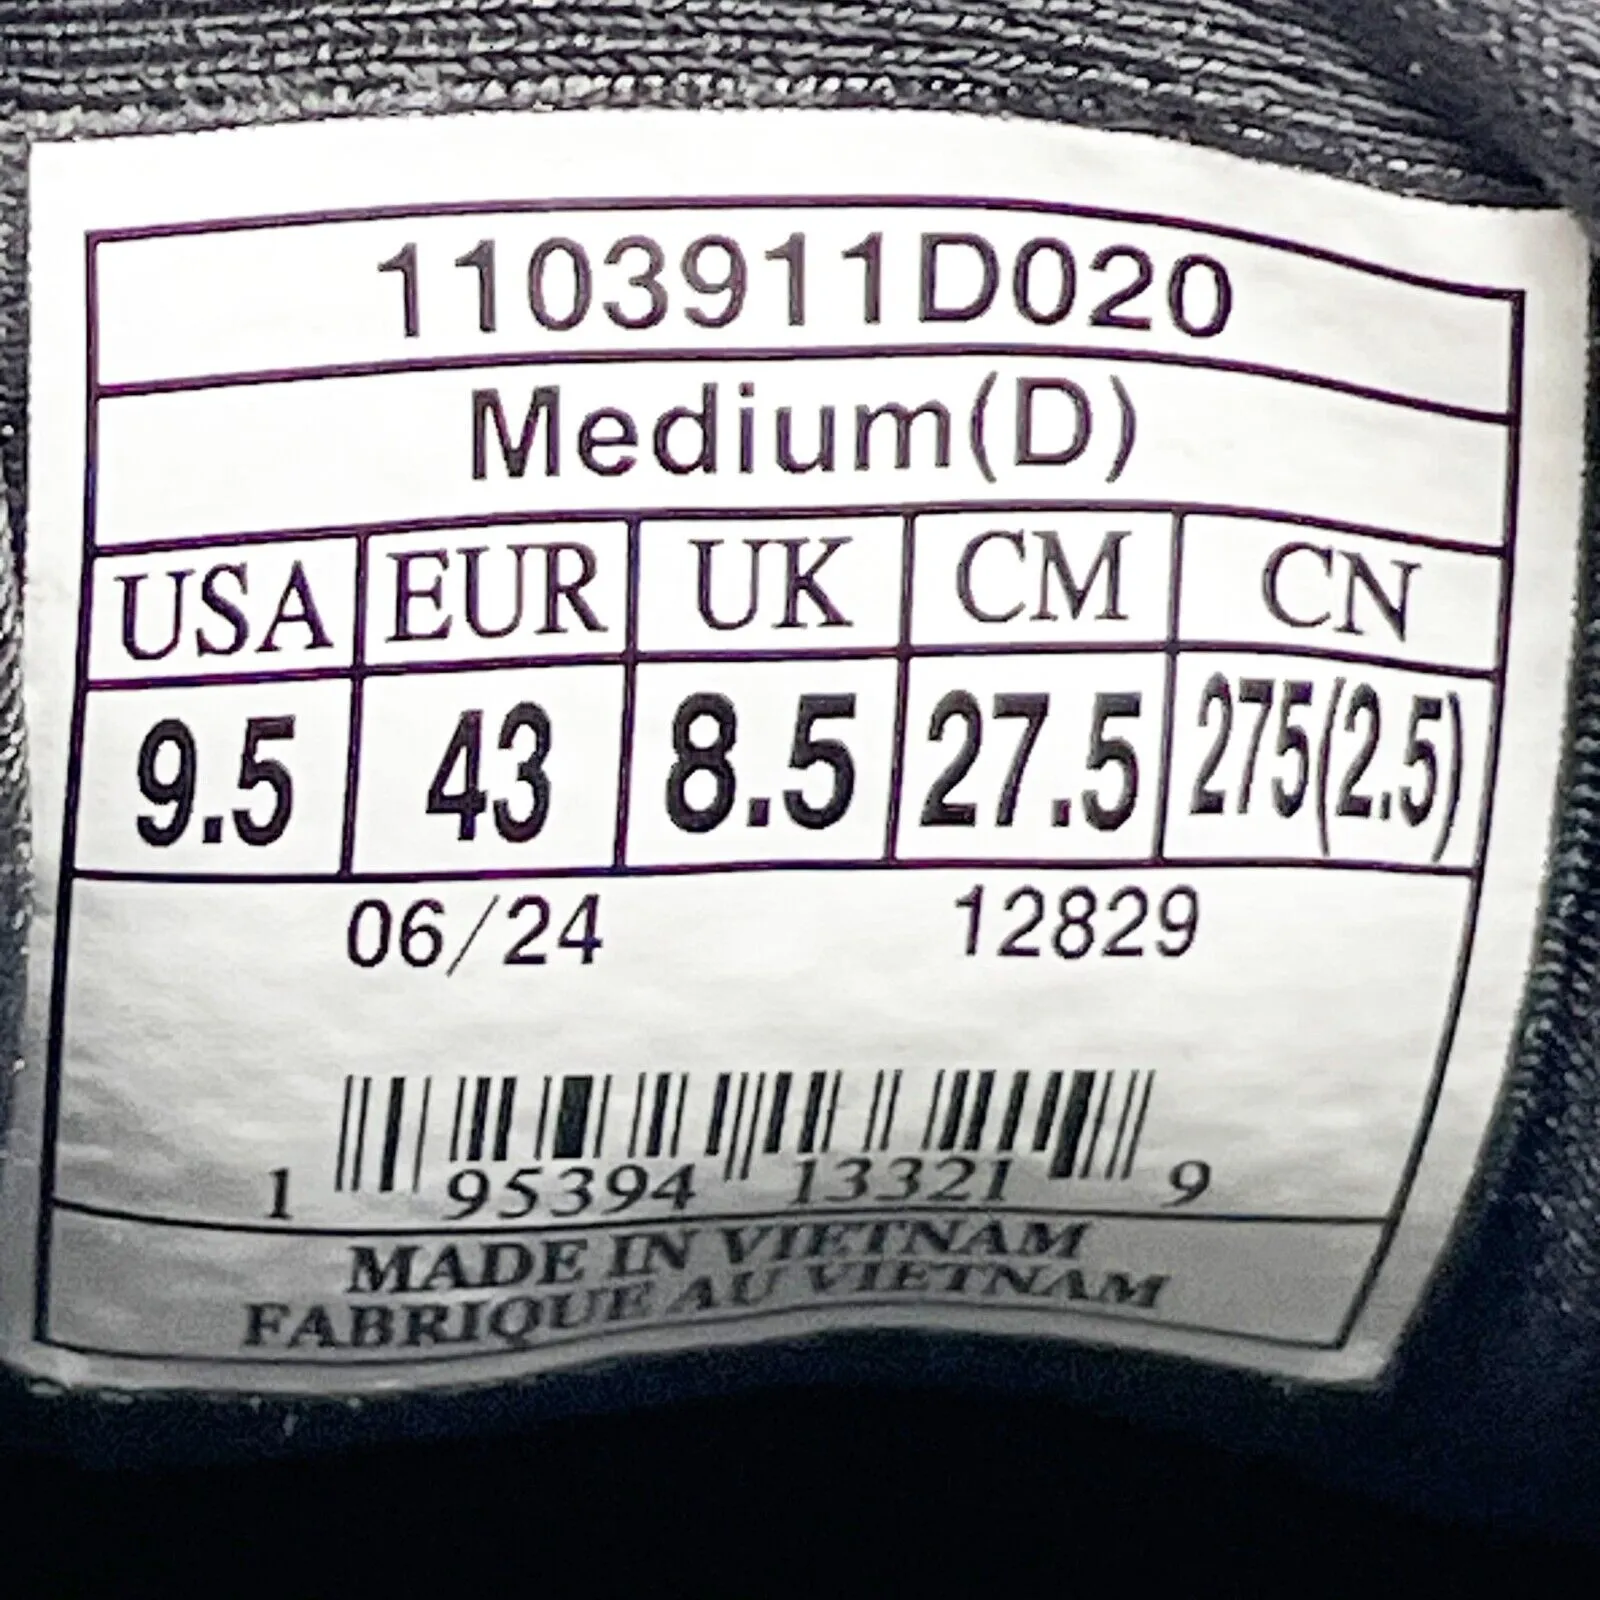 1103911D020
Medium(D)
USA EUR UK CM CN
9.5 43 8.5 27.5 275(2.5)
06/24 12829
1 95394 13321 9
MADE IN VIETNAM
FABRIQUE AU VIETNAM